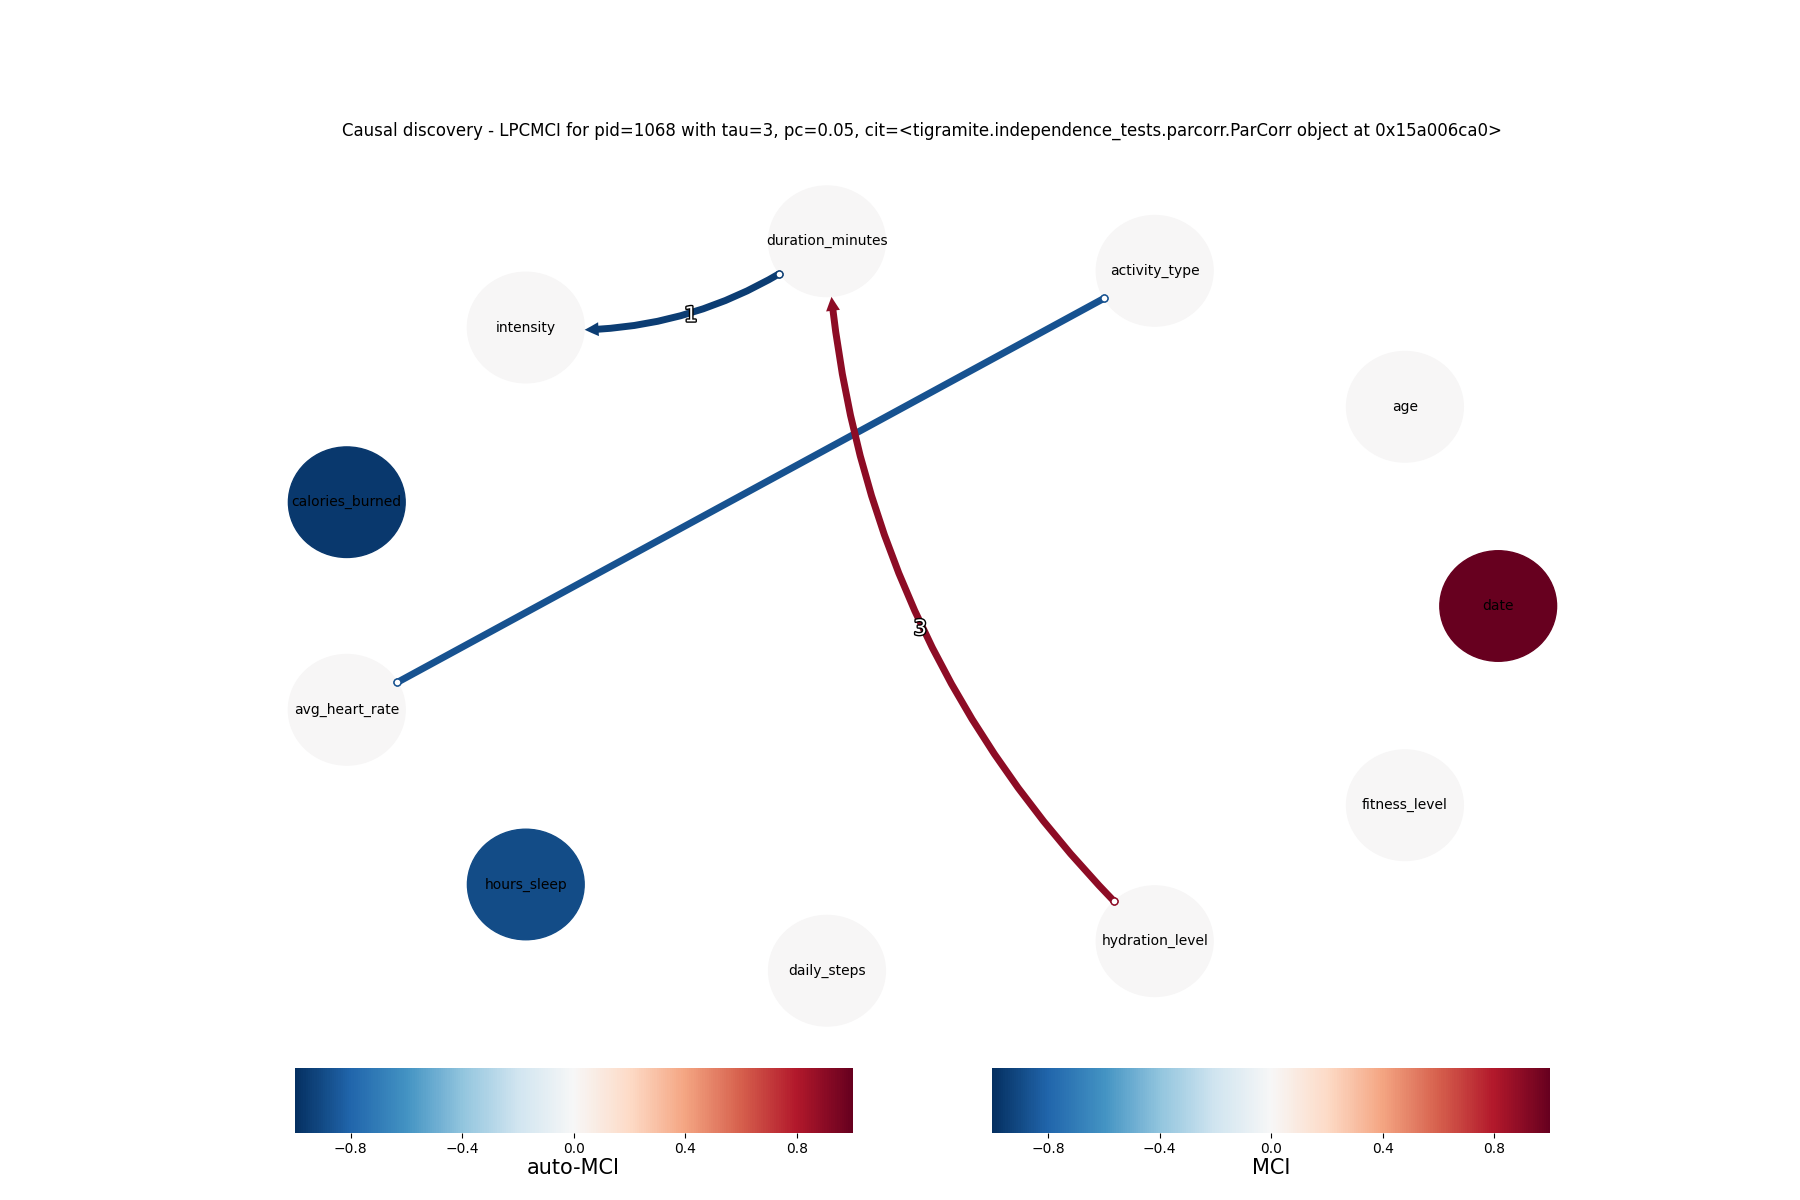 Causal discovery - LPCMCI for pid=1068 with tau=3, pc=0.05, cit=<tigramite.independence_tests.parcorr.ParCorr object at 0x15a006ca0>
duration_minutes
activity_type
intensity
1
age
calories_burned
date
3
avg_heart_rate
fitness_level
hours_sleep
hydration_level
daily_steps
−0.8 −0.4 0.0 0.4 0.8
auto-MCI
−0.8 −0.4 0.0 0.4 0.8
MCI